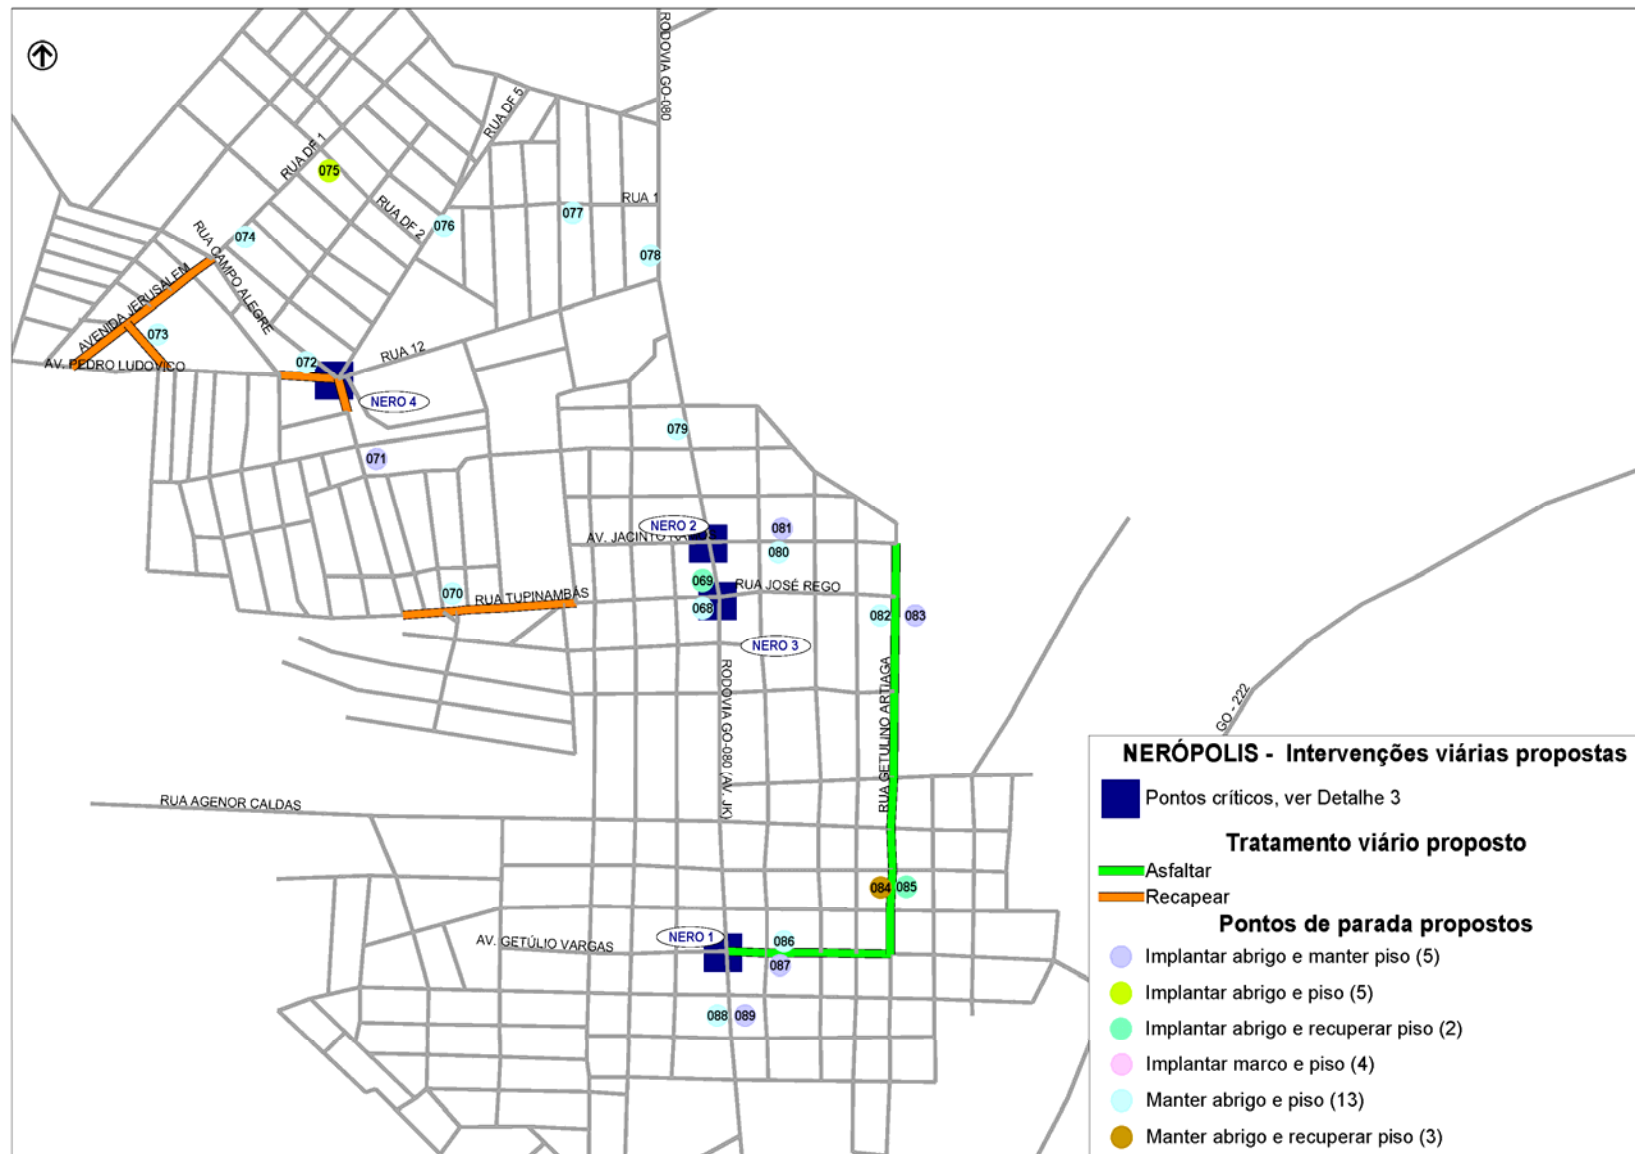 RODOVIA GO-080
RUA DF 5
RUA DF 1
075
RUA DF 2
RUA 1
077
076
074
078
RUA CAMPO ALEGRE
AVENIDA JERUSALEM
073
AV. PEDRO LUDOVICO
072
RUA 12
NERO 4
079
071
NERO 2
081
AV. JACINTO
080
069
RUA JOSÉ REGO
070
RUA TUPINAMBÁS
068
082
083
NERO 3
RODOVIA GO-080 (AV. JK)
RUA GETULINO ARTIAGA
GO - 222
RUA AGENOR CALDAS
084
085
NERO 1
086
AV. GETÚLIO VARGAS
087
088
089
NERÓPOLIS - Intervenções viárias propostas
Pontos críticos, ver Detalhe 3
Tratamento viário proposto
Asfaltar
Recapear
Pontos de parada propostos
Implantar abrigo e manter piso (5)
Implantar abrigo e piso (5)
Implantar abrigo e recuperar piso (2)
Implantar marco e piso (4)
Manter abrigo e piso (13)
Manter abrigo e recuperar piso (3)